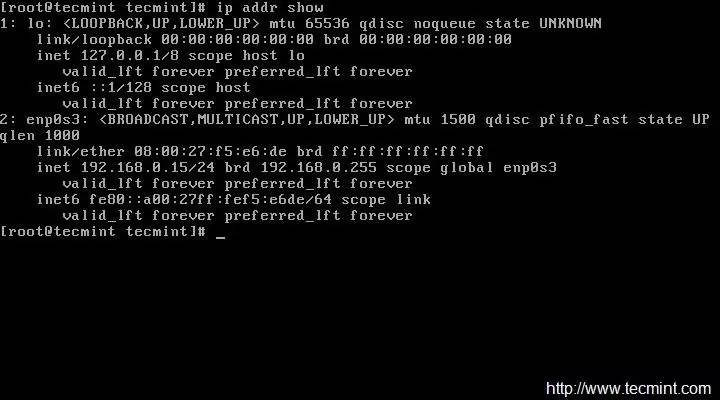 [root@tecmint tecmint]# ip addr show
1: lo: <LOOPBACK,UP,LOWER_UP> mtu 65536 qdisc noqueue state UNKNOWN
    link/loopback 00:00:00:00:00:00 brd 00:00:00:00:00:00
    inet 127.0.0.1/8 scope host lo
       valid_lft forever preferred_lft forever
    inet6 ::1/128 scope host
       valid_lft forever preferred_lft forever
2: enp0s3: <BROADCAST,MULTICAST,UP,LOWER_UP> mtu 1500 qdisc pfifo_fast state UP
qlen 1000
    link/ether 08:00:27:f5:e6:de brd ff:ff:ff:ff:ff:ff
    inet 192.168.0.15/24 brd 192.168.0.255 scope global enp0s3
       valid_lft forever preferred_lft forever
    inet6 fe80::a00:27ff:fef5:e6de/64 scope link
       valid_lft forever preferred_lft forever
[root@tecmint tecmint]# _
http://www.tecmint.com